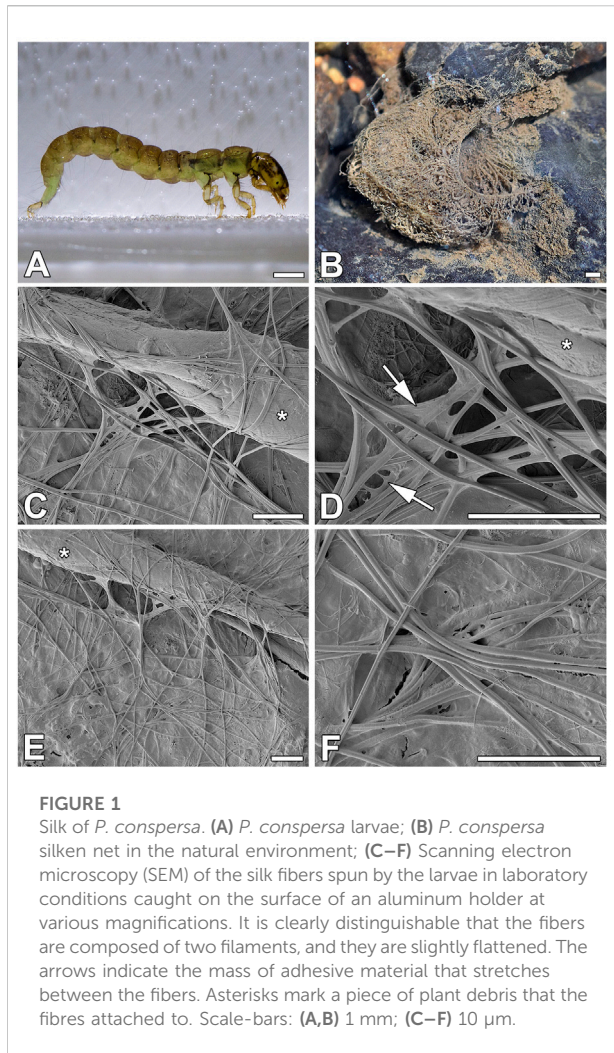 A
B
*
*
C
D
*
E
F
FIGURE 1
Silk of P. conspersa. (A) P. conspersa larvae; (B) P. conspersa
silken net in the natural environment; (C–F) Scanning electron
microscopy (SEM) of the silk fibers spun by the larvae in laboratory
conditions caught on the surface of an aluminum holder at
various magnifications. It is clearly distinguishable that the fibers
are composed of two filaments, and they are slightly flattened. The
arrows indicate the mass of adhesive material that stretches
between the fibers. Asterisks mark a piece of plant debris that the
fibres attached to. Scale-bars: (A,B) 1 mm; (C–F) 10 µm.